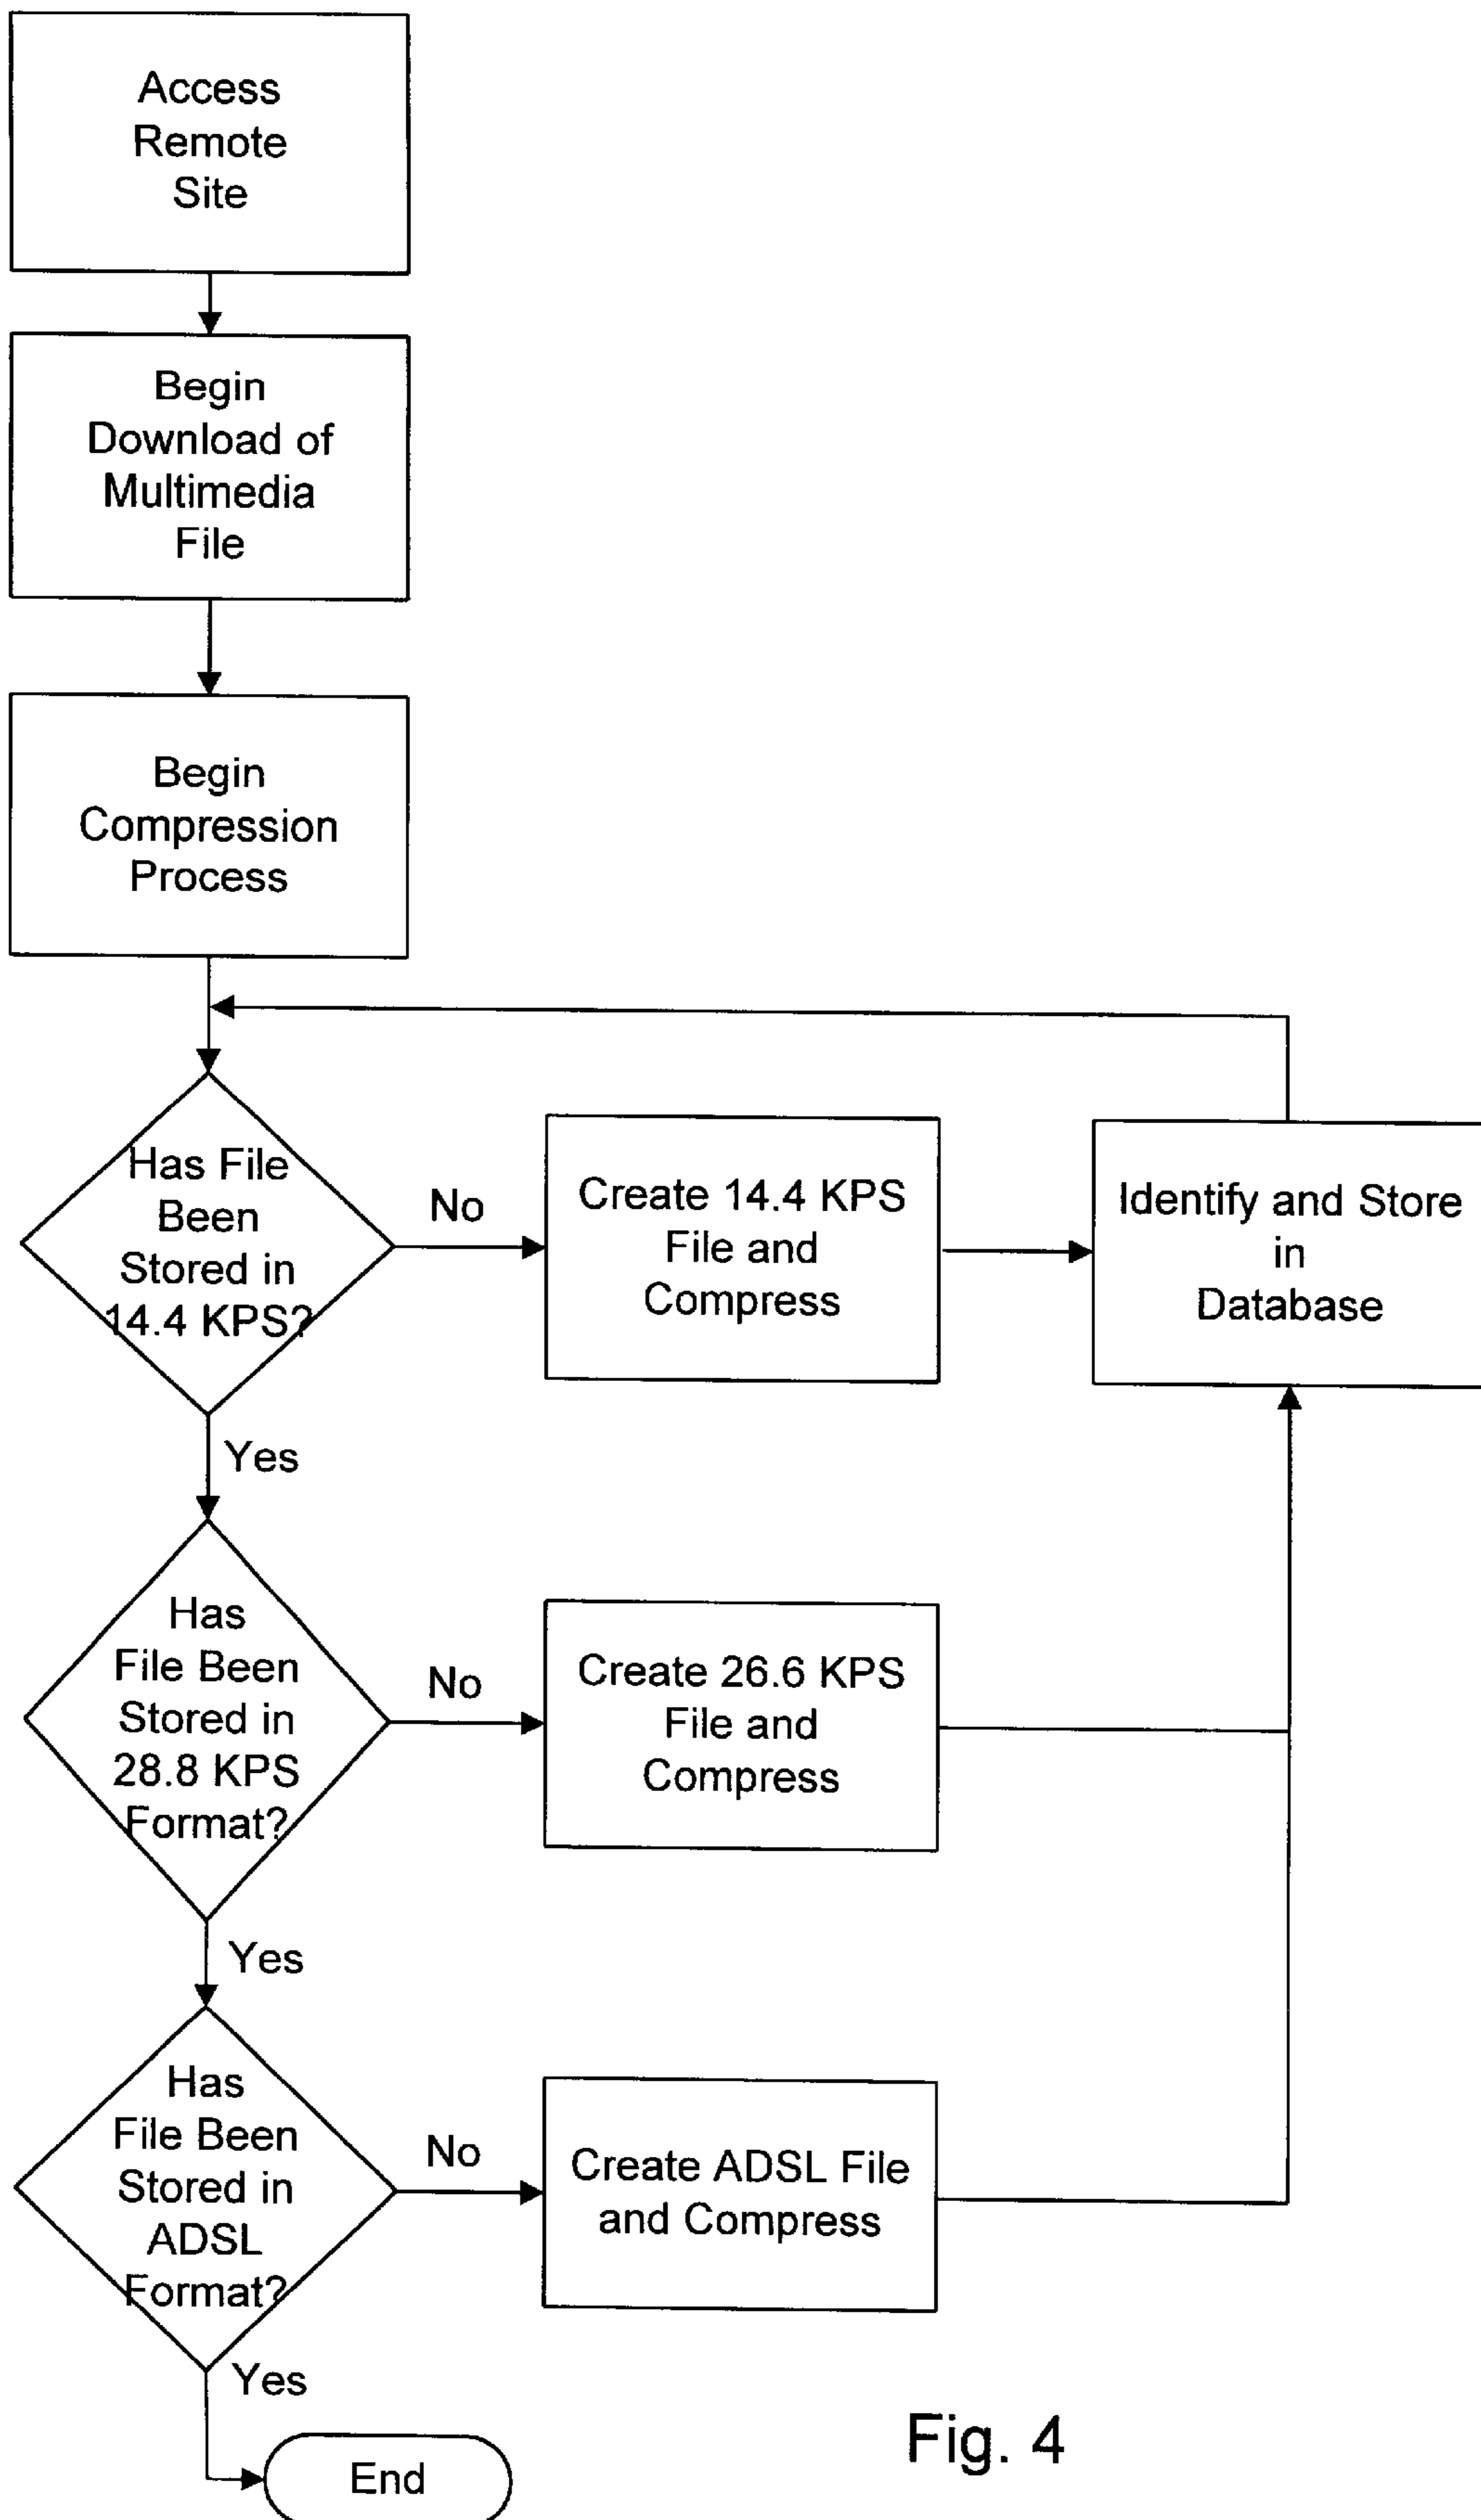 Access
Remote
Site
Begin
Download of
Multimedia
File
Begin
Compression
Process
Has File
Been
Stored in
14.4 KPS?
No
Create 14.4 KPS
File and
Compress
Identify and Store
in
Database
Yes
Has
File Been
Stored in
28.8 KPS
Format?
No
Create 26.6 KPS
File and
Compress
Yes
Has
File Been
Stored in
ADSL
Format?
No
Create ADSL File
and Compress
Yes
End
Fig. 4